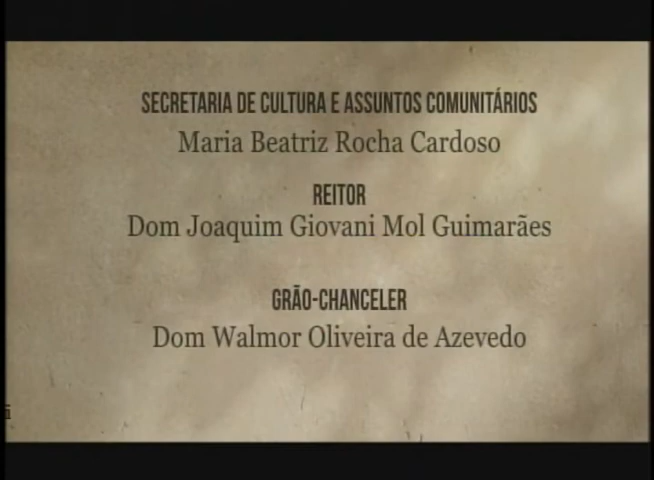 SECRETARIA DE CULTURA E ASSUNTOS COMUNITÁRIOS
Maria Beatriz Rocha Cardoso
REITOR
Dom Joaquim Giovani Mol Guimarães
GRÃO-CHANCELER
Dom Walmor Oliveira de Azevedo